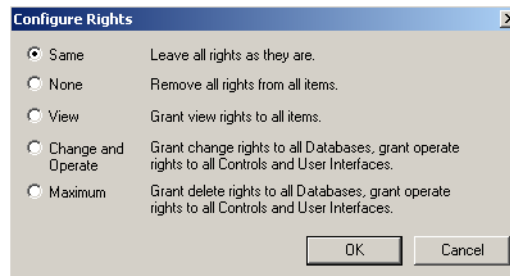 Configure Rights
Same Leave all rights as they are.
None Remove all rights from all items.
View Grant view rights to all items.
Change and Grant change rights to all Databases, grant operate
Operate rights to all Controls and User Interfaces.
Maximum Grant delete rights to all Databases, grant operate
rights to all Controls and User Interfaces.
OK Cancel